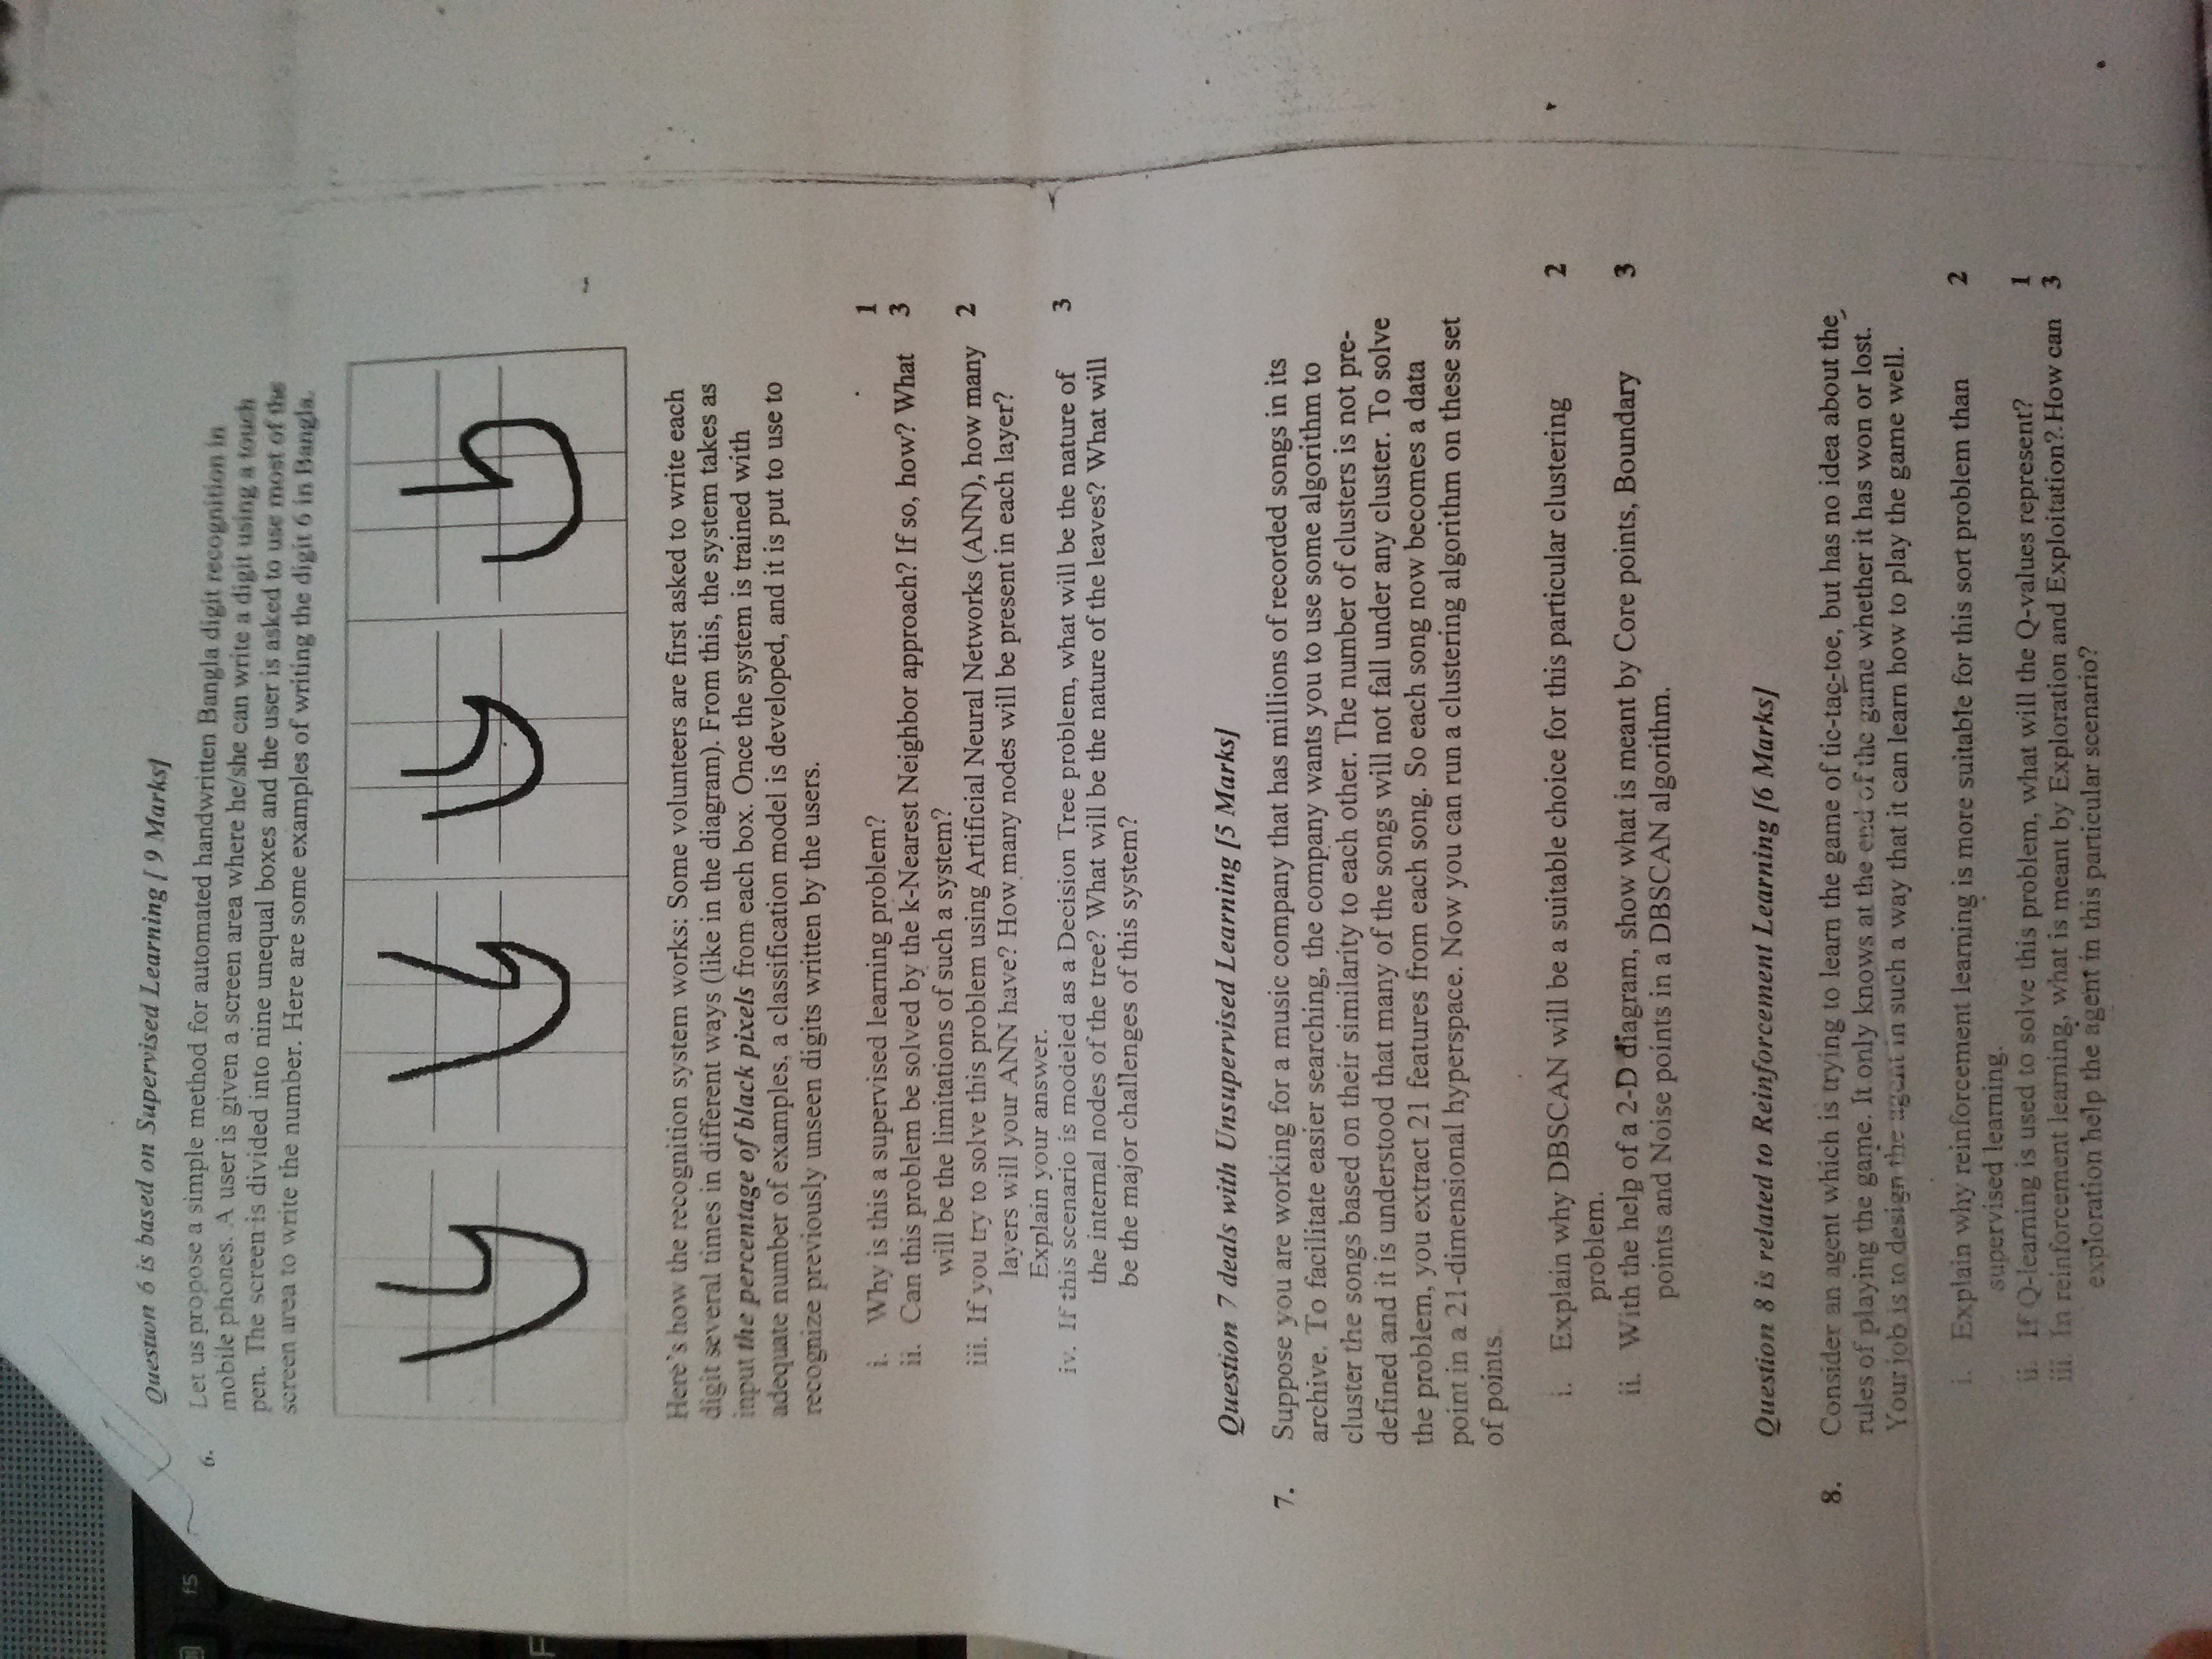 f5
F
Question 6 is based on Supervised Learning [ 9 Marks]
6. Let us propose a simple method for automated handwritten Bangla digit recognition in
mobile phones. A user is given a screen area where he/she can write a digit using a touch
pen. The screen is divided into nine unequal boxes and the user is asked to use most of the
screen area to write the number. Here are some examples of writing the digit 6 in Bangla.
৬ ৬ ৬ ৬
Here's how the recognition system works: Some volunteers are first asked to write each
digit several times in different ways (like in the diagram). From this, the system takes as
input the percentage of black pixels from each box. Once the system is trained with
adequate number of examples, a classification model is developed, and it is put to use to
recognize previously unseen digits written by the users.
i. Why is this a supervised learning problem? 1
ii. Can this problem be solved by the k-Nearest Neighbor approach? If so, how? What 3
will be the limitations of such a system?
iii. If you try to solve this problem using Artificial Neural Networks (ANN), how many 2
layers will your ANN have? How many nodes will be present in each layer?
Explain your answer.
iv. If this scenario is modeled as a Decision Tree problem, what will be the nature of 3
the internal nodes of the tree? What will be the nature of the leaves? What will
be the major challenges of this system?
Question 7 deals with Unsupervised Learning [5 Marks]
7. Suppose you are working for a music company that has millions of recorded songs in its
archive. To facilitate easier searching, the company wants you to use some algorithm to
cluster the songs based on their similarity to each other. The number of clusters is not pre-
defined and it is understood that many of the songs will not fall under any cluster. To solve
the problem, you extract 21 features from each song. So each song now becomes a data
point in a 21-dimensional hyperspace. Now you can run a clustering algorithm on these set
of points.
i. Explain why DBSCAN will be a suitable choice for this particular clustering 2
problem.
ii. With the help of a 2-D diagram, show what is meant by Core points, Boundary 3
points and Noise points in a DBSCAN algorithm.
Question 8 is related to Reinforcement Learning [6 Marks]
8. Consider an agent which is trying to learn the game of tic-tac-toe, but has no idea about the
rules of playing the game. It only knows at the end of the game whether it has won or lost.
Your job is to design the agent in such a way that it can learn how to play the game well.
i. Explain why reinforcement learning is more suitable for this sort problem than 2
supervised learning.
ii. If Q-learning is used to solve this problem, what will the Q-values represent? 1
iii. In reinforcement learning, what is meant by Exploration and Exploitation? How can 3
exploration help the agent in this particular scenario?